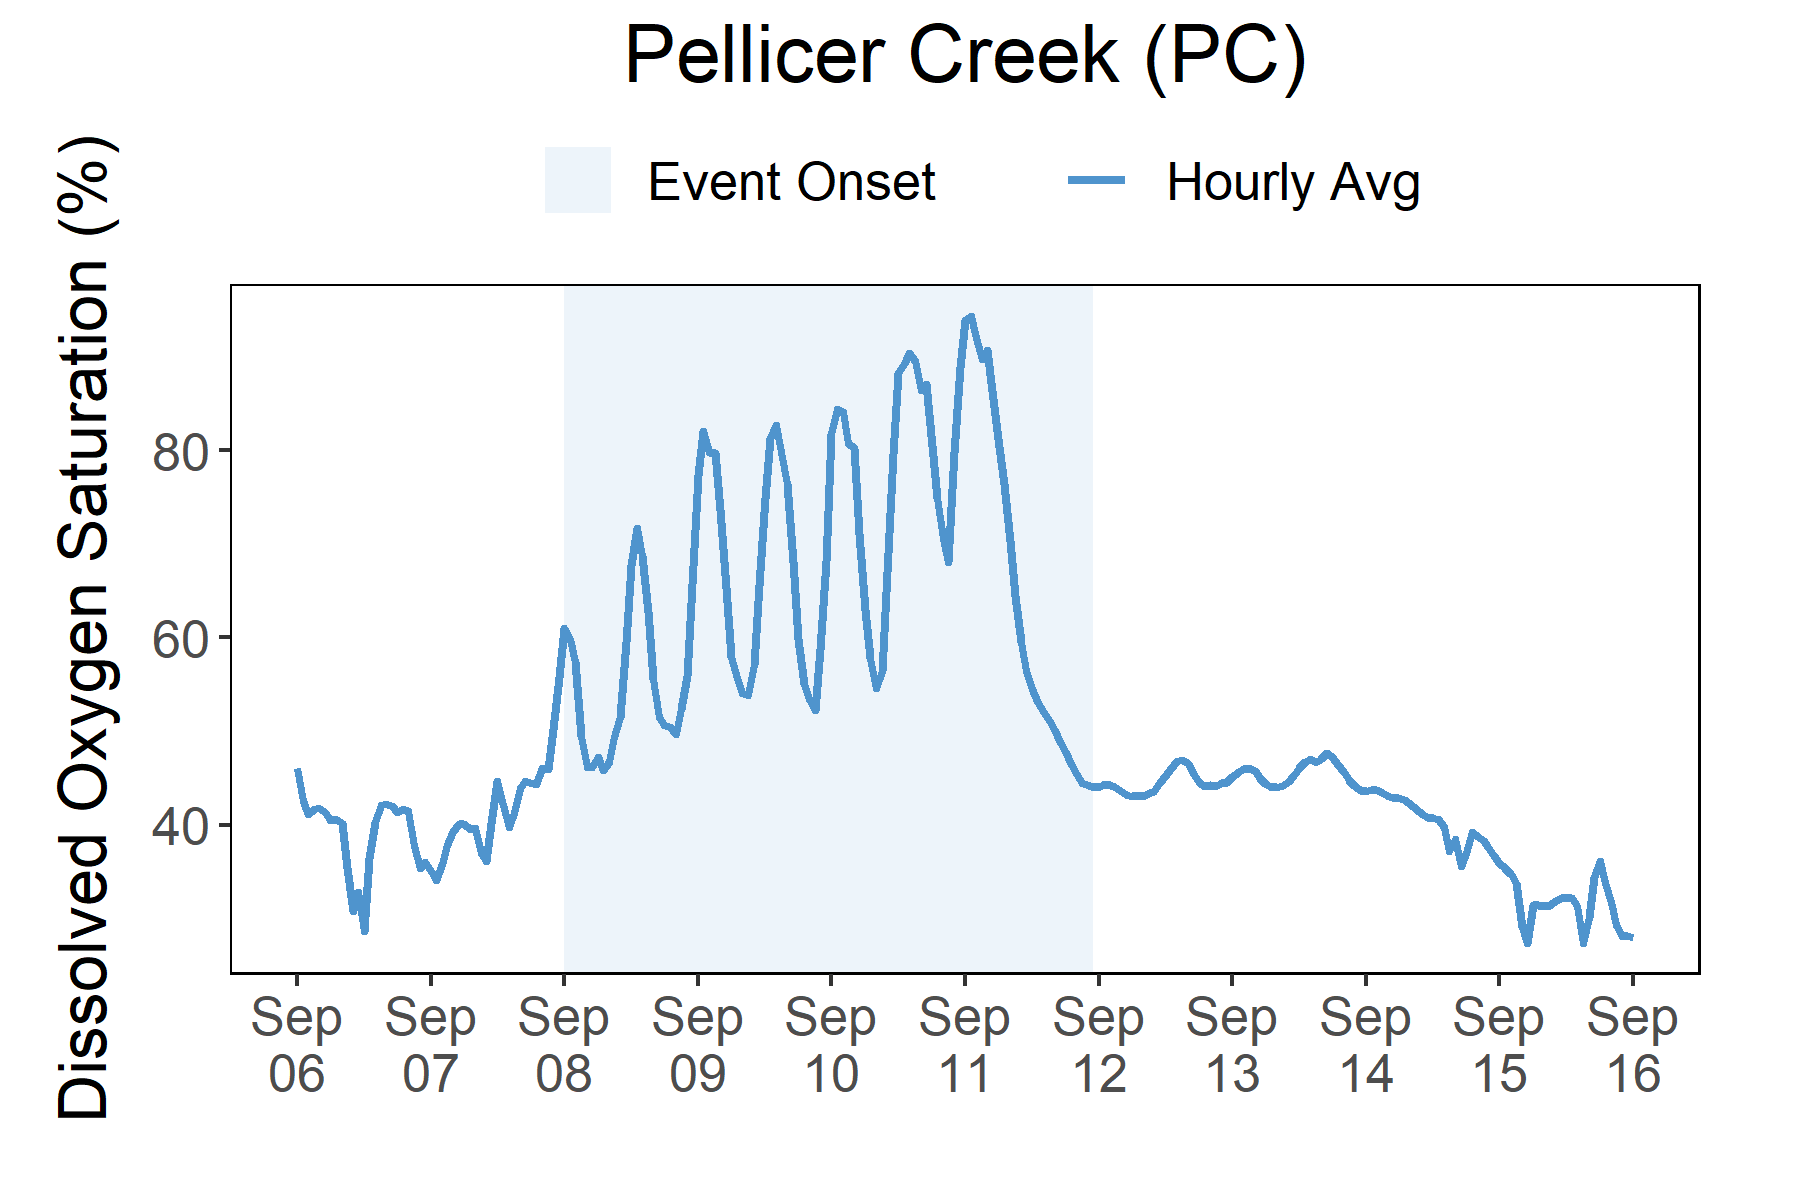 Pellicer Creek (PC)
Event Onset
Hourly Avg
Dissolved Oxygen Saturation (%)
80
60
40
Sep 06
Sep 07
Sep 08
Sep 09
Sep 10
Sep 11
Sep 12
Sep 13
Sep 14
Sep 15
Sep 16